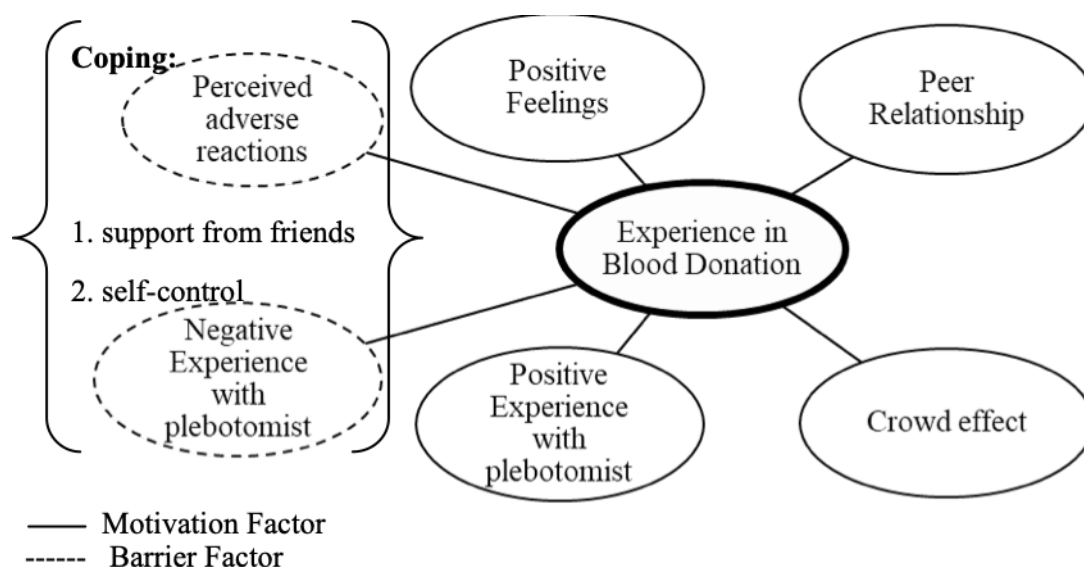 Coping:
Perceived
adverse
reactions
1. support from friends
2. self-control
Negative
Experience
with
plebotomist
Positive
Feelings
Peer
Relationship
Experience in
Blood Donation
Positive
Experience
with
plebotomist
Crowd effect
Motivation Factor
Barrier Factor